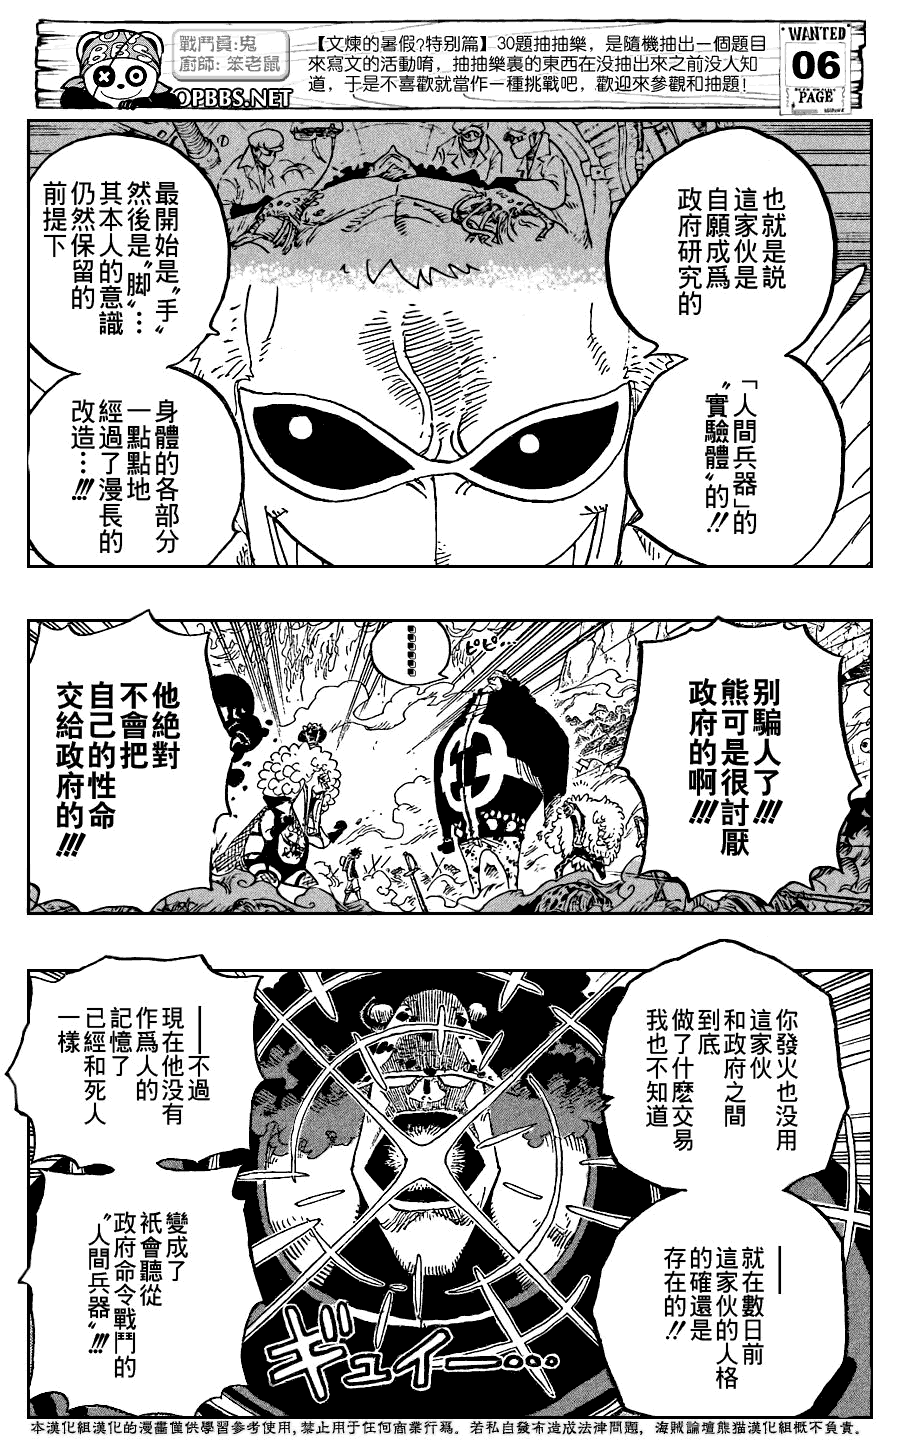 戰鬥員:鬼
廚師: 笨老鼠
OPBBS.NET
【文煉的暑假?特别篇】30題抽抽樂，是隨機抽出一個題目
來寫文的活動唷，抽抽樂裏的東西在没抽出來之前没人知
道，于是不喜歡就當作一種挑戰吧，歡迎來參觀和抽題！
WANTED
06
PAGE
也就是説
這家伙是
自願成爲
政府研究的
「人間兵器」的
〝實驗體〞的!!
最開始是〝手〞
然後是〝脚〞…
其本人的意識
仍然保留的
前提下
身體的各部分
一點點地
經過了漫長的
改造…!!!
别騙人了!!!
熊可是很討厭
政府的啊!!!
ピピ…
他絶對
不會把
自己的性命
交給政府的!!!
你發火也没用
這家伙
和政府之間
到底
做了什麽交易
我也不知道
——就在數日前
這家伙的人格
的確還是
存在的!!
——不過
現在他没有
作爲人的
記憶了
已經和死人
一樣
變成了
衹會聽從
政府命令戰鬥的
〝人間兵器〞!!!
ギュイー…
本漢化組漢化的漫畫僅供學習參考使用,禁止用于任何商業行爲。若私自發布造成法律問題，海賊論壇熊猫漢化組概不負責。